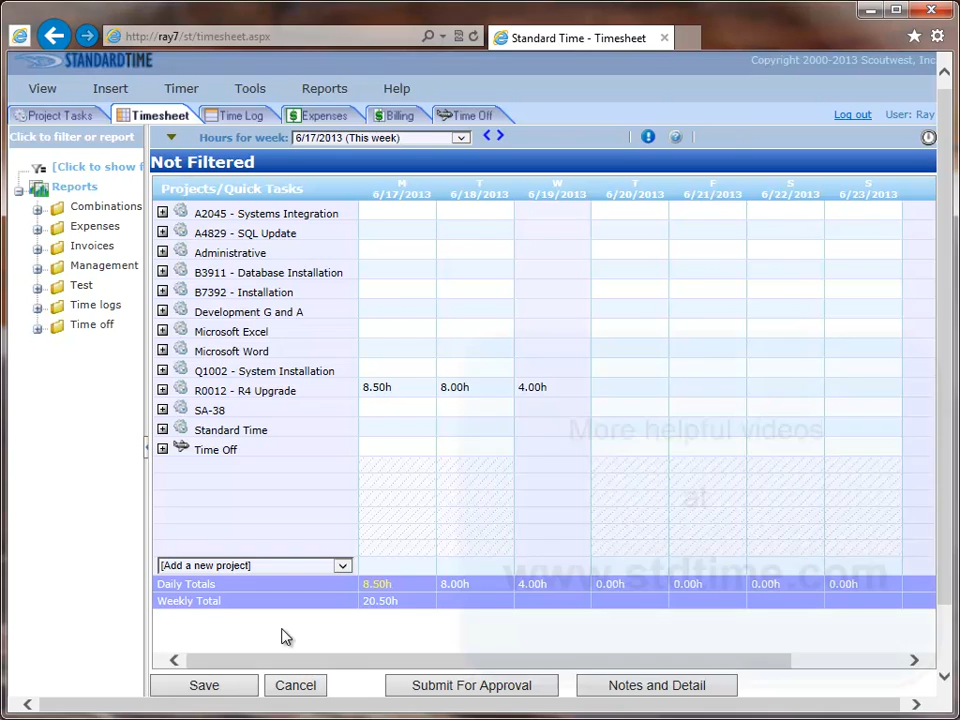 http://ray7/st/timesheet.aspx
Standard Time - Timesheet
STANDARDTIME
Copyright 2000-2013 Scoutwest, Inc.
View Insert Timer Tools Reports Help
Project Tasks Timesheet Time Log $ Expenses $ Billing Time Off Log out User: Ray
Click to filter or report
Hours for week: 6/17/2013 (This week)
Not Filtered
[Click to show f
Reports
Combinations
Expenses
Invoices
Management
Test
Time logs
Time off
Projects/Quick Tasks
M T W T F S S
6/17/2013 6/18/2013 6/19/2013 6/20/2013 6/21/2013 6/22/2013 6/23/2013
A2045 - Systems Integration
A4829 - SQL Update
Administrative
B3911 - Database Installation
B7392 - Installation
Development G and A
Microsoft Excel
Microsoft Word
Q1002 - System Installation
R0012 - R4 Upgrade 8.50h 8.00h 4.00h
SA-38
Standard Time
Time Off
More helpful videos
at
www.stdtime.com
[Add a new project]
Daily Totals 8.50h 8.00h 4.00h 0.00h 0.00h 0.00h 0.00h
Weekly Total 20.50h
Save Cancel Submit For Approval Notes and Detail